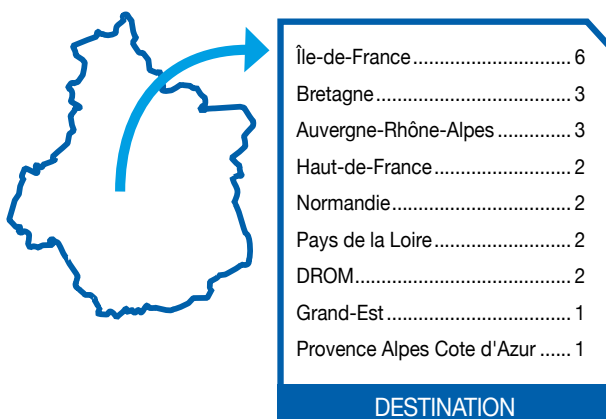 Île-de-France.............................. 6
Bretagne..................................... 3
Auvergne-Rhône-Alpes.............. 3
Haut-de-France.......................... 2
Normandie.................................. 2
Pays de la Loire.......................... 2
DROM......................................... 2
Grand-Est................................... 1
Provence Alpes Cote d'Azur ...... 1
DESTINATION